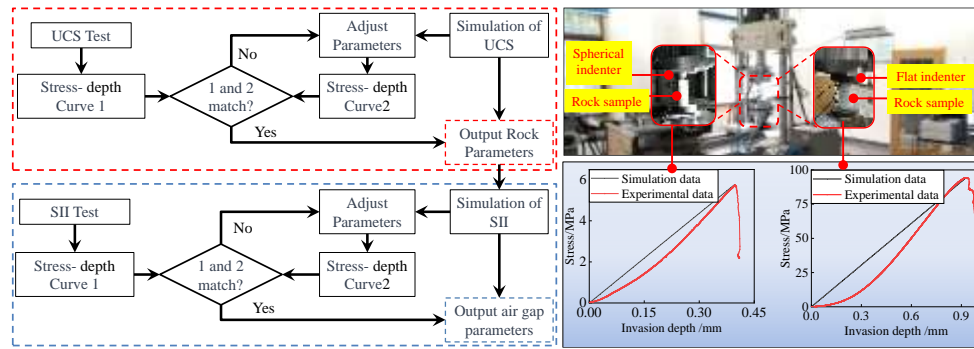 UCS Test
Stress- depth
Curve 1
No
1 and 2
match?
Yes
Adjust
Parameters
Stress- depth
Curve2
Simulation of
UCS
Output Rock
Parameters
SII Test
Stress- depth
Curve 1
No
1 and 2
match?
Yes
Adjust
Parameters
Stress- depth
Curve2
Simulation of
SII
Output air gap
parameters
Spherical
indenter
Rock sample
Flat indenter
Rock sample
Simulation data
Experimental data
Stress/MPa
6
4
2
0
0.00
0.15
0.30
0.45
Invasion depth /mm
Simulation data
Experimental data
Stress/MPa
100
75
50
25
0
0.0
0.3
0.6
0.9
Invasion depth /mm